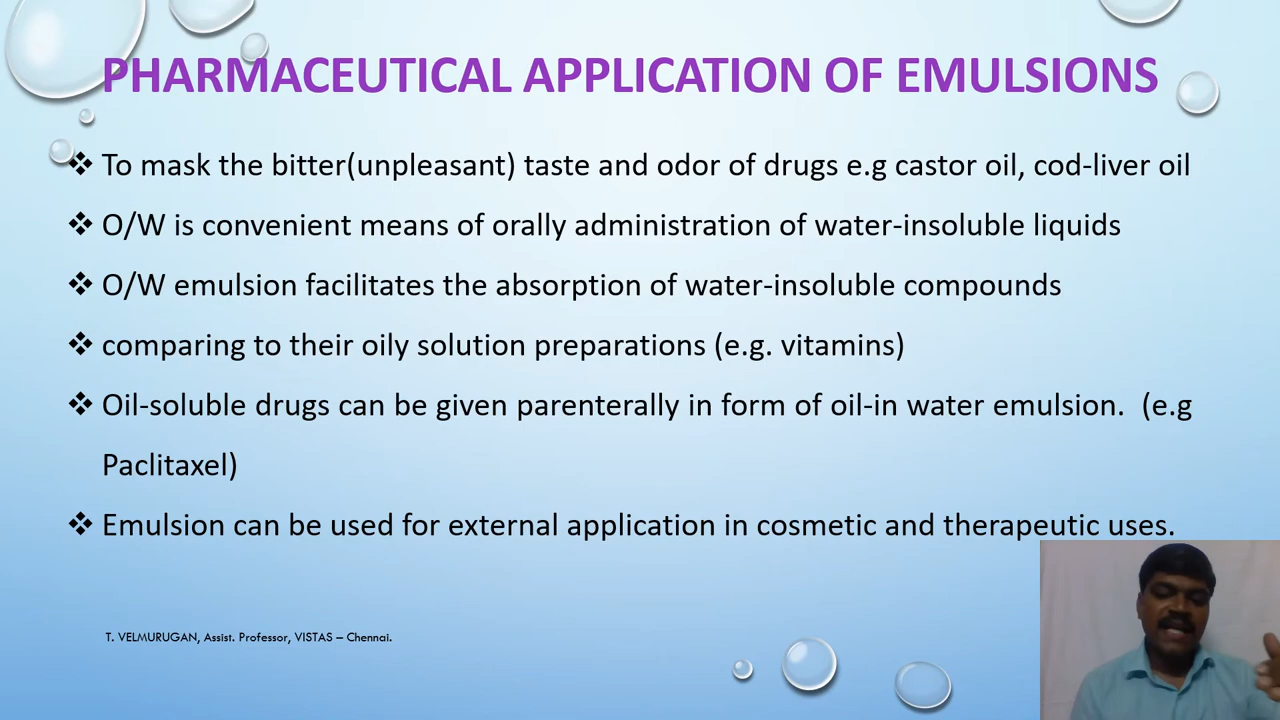 PHARMACEUTICAL APPLICATION OF EMULSIONS
❖ To mask the bitter(unpleasant) taste and odor of drugs e.g castor oil, cod-liver oil
❖ O/W is convenient means of orally administration of water-insoluble liquids
❖ O/W emulsion facilitates the absorption of water-insoluble compounds
❖ comparing to their oily solution preparations (e.g. vitamins)
❖ Oil-soluble drugs can be given parenterally in form of oil-in water emulsion. (e.g
Paclitaxel)
❖ Emulsion can be used for external application in cosmetic and therapeutic uses.
T. VELMURUGAN, Assist. Professor, VISTAS – Chennai.